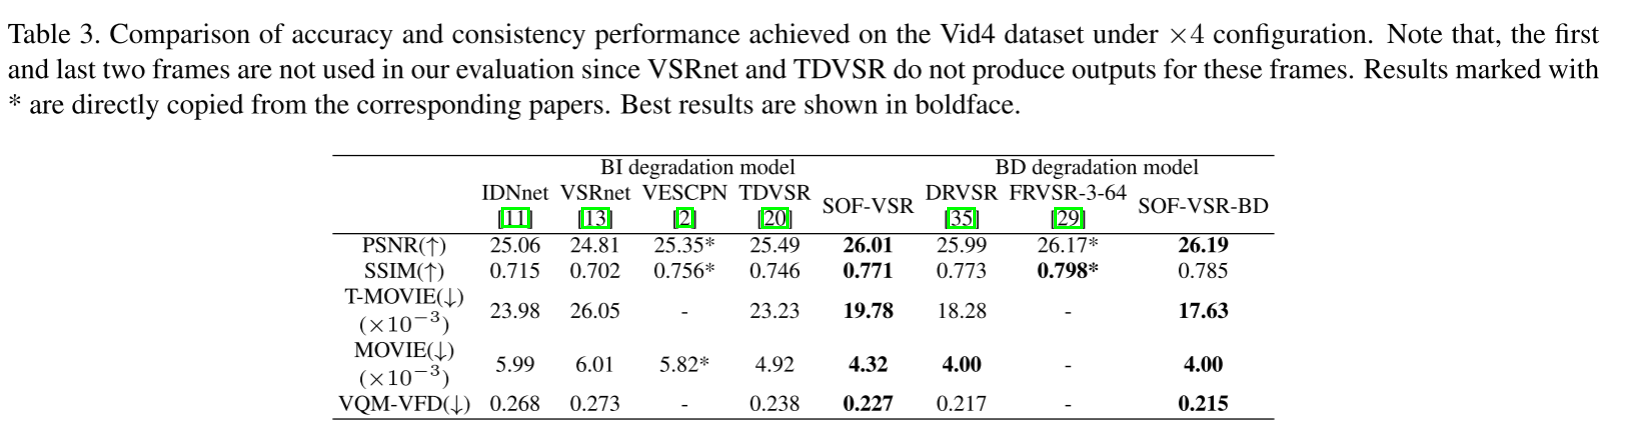 Table 3. Comparison of accuracy and consistency performance achieved on the Vid4 dataset under ×4 configuration. Note that, the first
and last two frames are not used in our evaluation since VSRnet and TDVSR do not produce outputs for these frames. Results marked with
* are directly copied from the corresponding papers. Best results are shown in boldface.
BI degradation model BD degradation model
IDNnet VSRnet VESCPN TDVSR SOF-VSR DRVSR FRVSR-3-64 SOF-VSR-BD
[11] [13] [2] [20] [35] [29]
PSNR(↑) 25.06 24.81 25.35* 25.49 26.01 25.99 26.17* 26.19
SSIM(↑) 0.715 0.702 0.756* 0.746 0.771 0.773 0.798* 0.785
T-MOVIE(↓)
(×10⁻³) 23.98 26.05 - 23.23 19.78 18.28 - 17.63
MOVIE(↓)
(×10⁻³) 5.99 6.01 5.82* 4.92 4.32 4.00 - 4.00
VQM-VFD(↓) 0.268 0.273 - 0.238 0.227 0.217 - 0.215